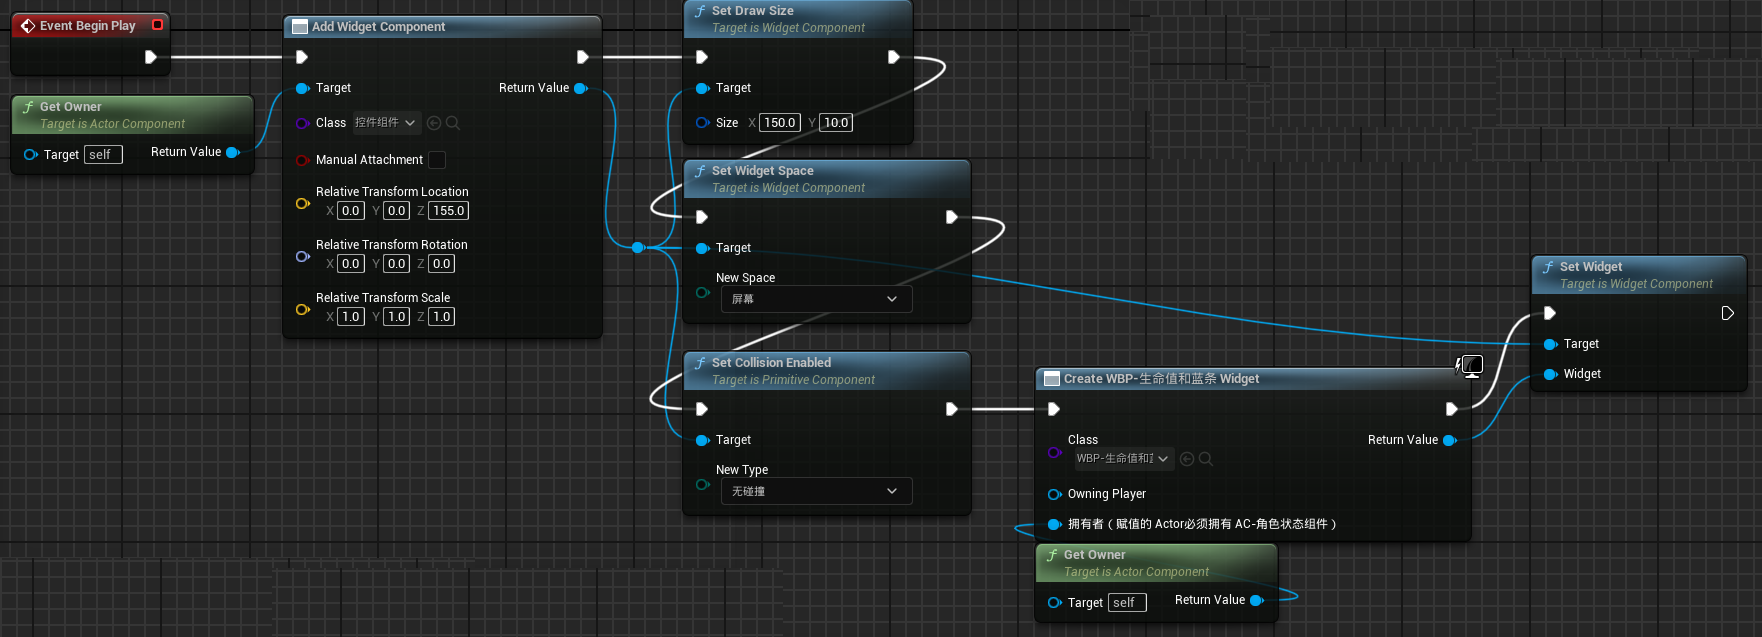 Event Begin Play
Get Owner
Target is Actor Component
Target self
Return Value
Add Widget Component
Target
Return Value
Class 控件组件
Manual Attachment
Relative Transform Location
X 0.0 Y 0.0 Z 155.0
Relative Transform Rotation
X 0.0 Y 0.0 Z 0.0
Relative Transform Scale
X 1.0 Y 1.0 Z 1.0
Set Draw Size
Target is Widget Component
Target
Size X 150.0 Y 10.0
Set Widget Space
Target is Widget Component
Target
New Space
屏幕
Set Collision Enabled
Target is Primitive Component
Target
New Type
无碰撞
Create WBP-生命值和蓝条 Widget
Class
Return Value
WBP-生命值和
Owning Player
拥有者（赋值的 Actor必须拥有 AC-角色状态组件）
Get Owner
Target is Actor Component
Target self
Return Value
Set Widget
Target is Widget Component
Target
Widget